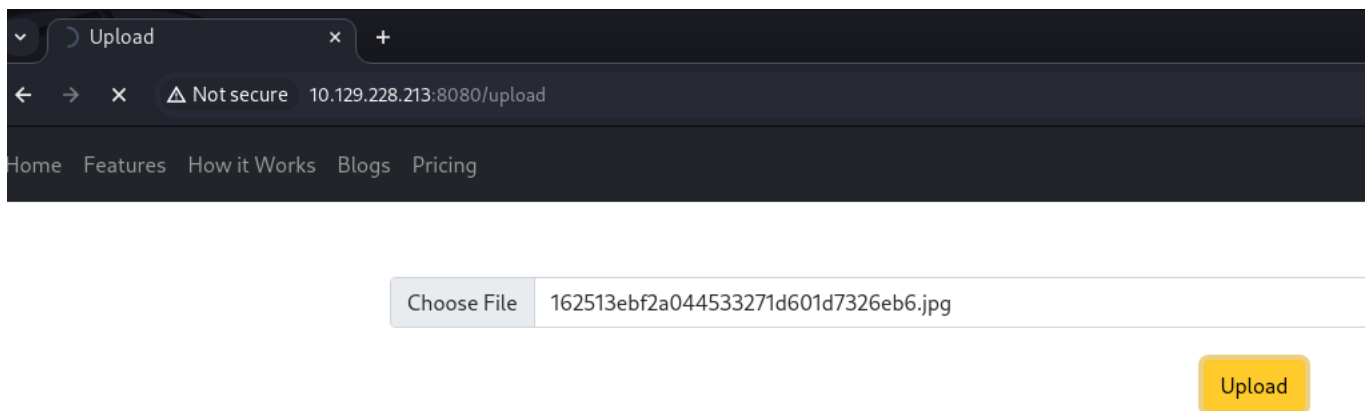 Upload
Not secure 10.129.228.213:8080/upload
Home Features How it Works Blogs Pricing
Choose File 162513ebf2a044533271d601d7326eb6.jpg
Upload